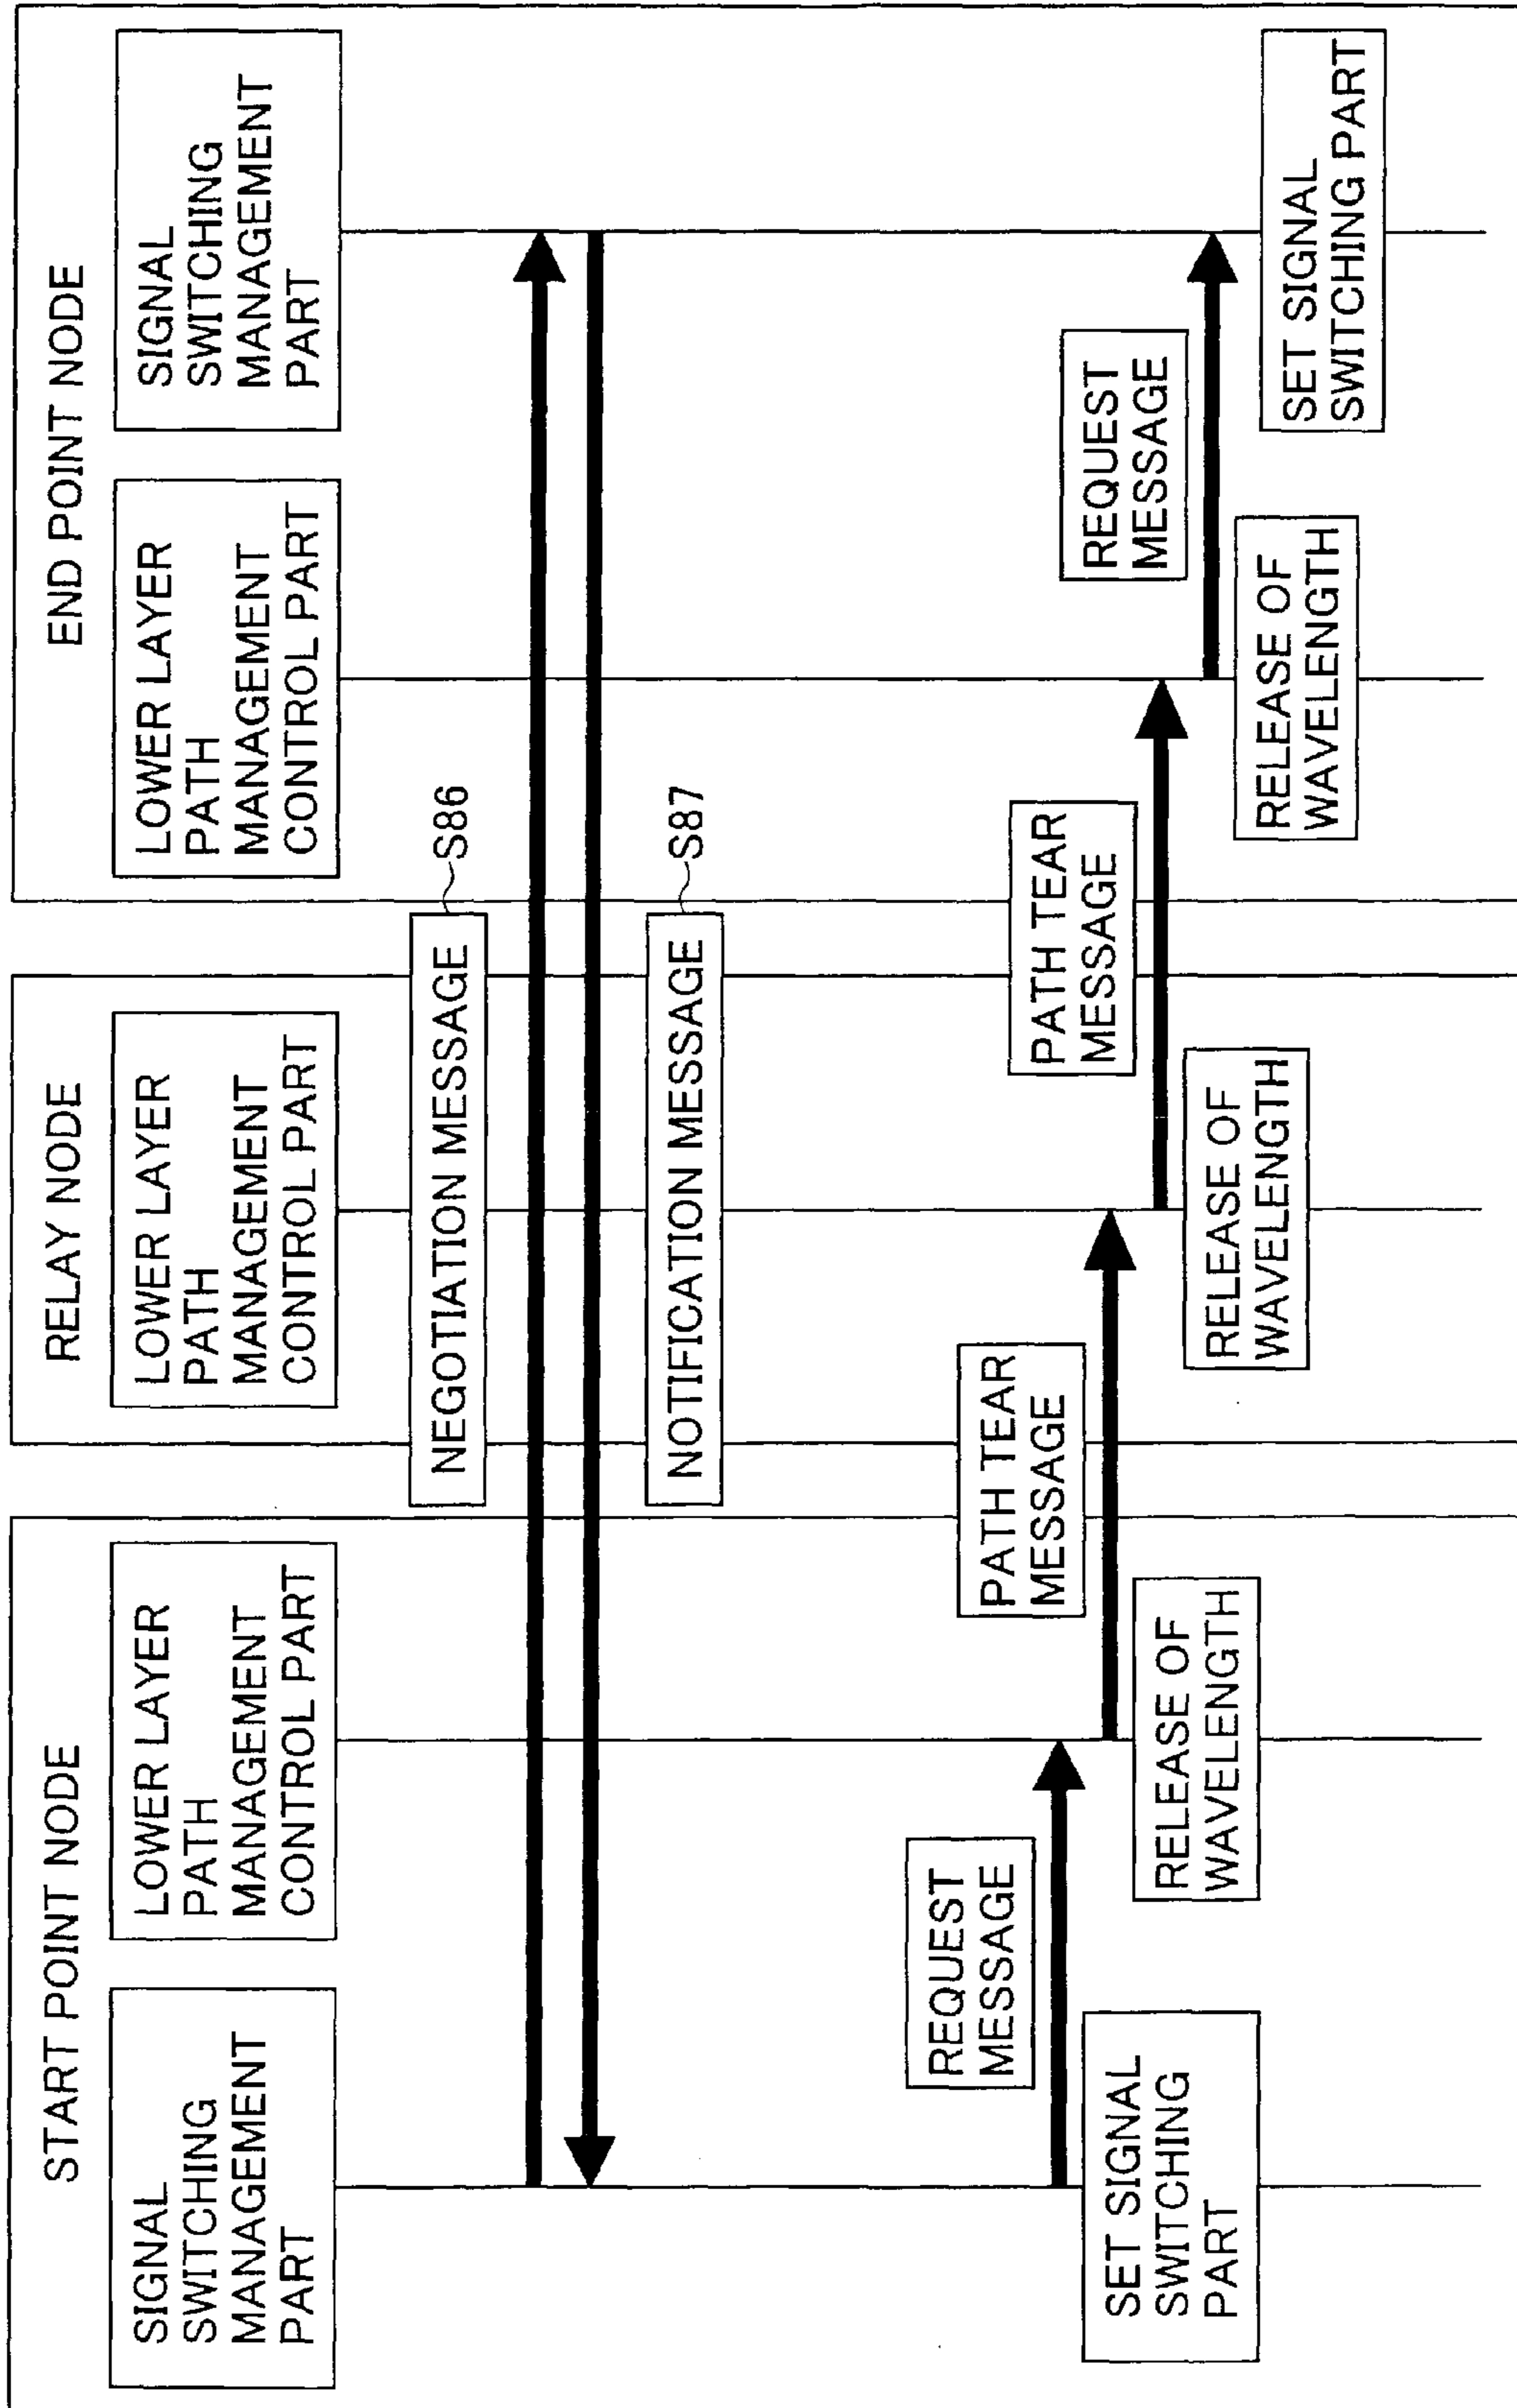 START POINT NODE
RELAY NODE
END POINT NODE
SIGNAL
SWITCHING
MANAGEMENT
PART
LOWER LAYER
PATH
MANAGEMENT
CONTROL PART
LOWER LAYER
PATH
MANAGEMENT
CONTROL PART
LOWER LAYER
PATH
MANAGEMENT
CONTROL PART
SIGNAL
SWITCHING
MANAGEMENT
PART
NEGOTIATION MESSAGE
S86
NOTIFICATION MESSAGE
S87
REQUEST
MESSAGE
SET SIGNAL
SWITCHING
PART
PATH TEAR
MESSAGE
RELEASE OF
WAVELENGTH
PATH TEAR
MESSAGE
RELEASE OF
WAVELENGTH
REQUEST
MESSAGE
RELEASE OF
WAVELENGTH
SET SIGNAL
SWITCHING PART